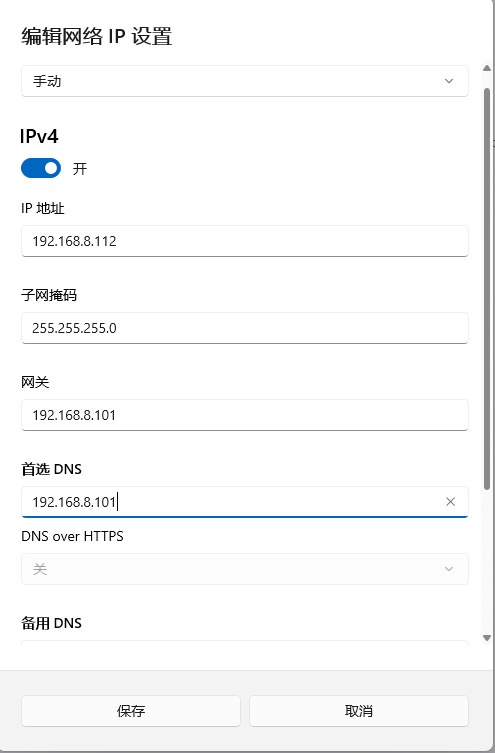 编辑网络 IP 设置
手动
IPv4
开
IP 地址
192.168.8.112
子网掩码
255.255.255.0
网关
192.168.8.101
首选 DNS
192.168.8.101
DNS over HTTPS
关
备用 DNS
保存
取消